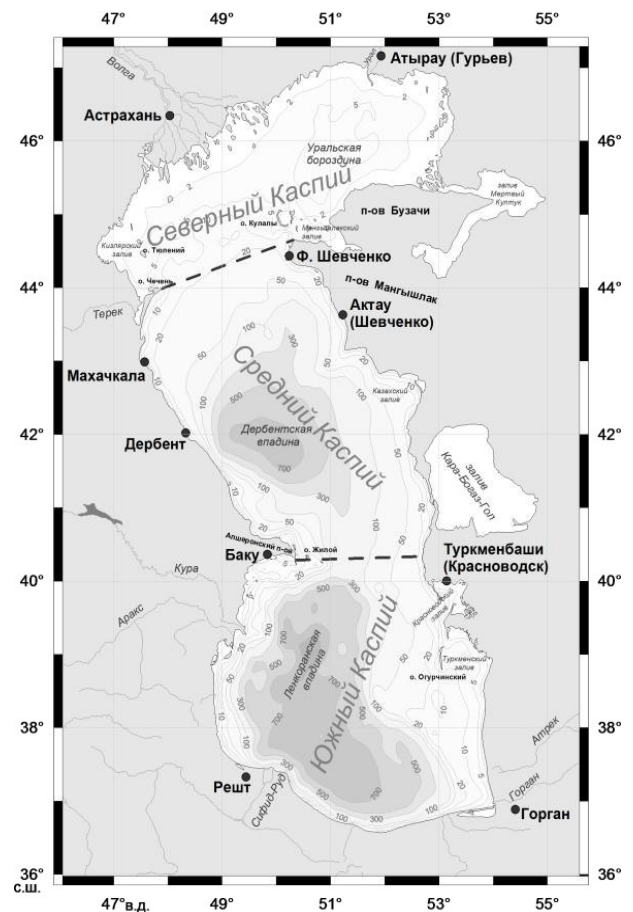 47°
49°
51°
53°
55°
Волга
Урал
Атырау (Гурьев)
Астрахань
46°
46°
Уральская
бороздина
Северный Каспий
залив
Мертвый
Култук
п-ов Бузачи
о. Кулалы
Мангышлакский
залив
Кизлярский
залив
о. Тюлений
о. Чечень
Ф. Шевченко
п-ов Мангышлак
44°
44°
Терек
Актау
(Шевченко)
Махачкала
Средний Каспий
Казахский
залив
Дербентская
впадина
Дербент
42°
42°
залив
Кара-Богаз-Гол
Апшеронский п-ов
о. Жилой
Баку
Туркменбаши
(Красноводск)
Кура
40°
40°
Аракс
Красноводский
залив
Ленкоранская
впадина
Южный Каспий
Туркменский
залив
о. Огурчинский
38°
38°
Атрек
Решт
Сифид-Руд
Горган
Горган
36°
36°
с.ш.
47°
в.д.
49°
51°
53°
55°